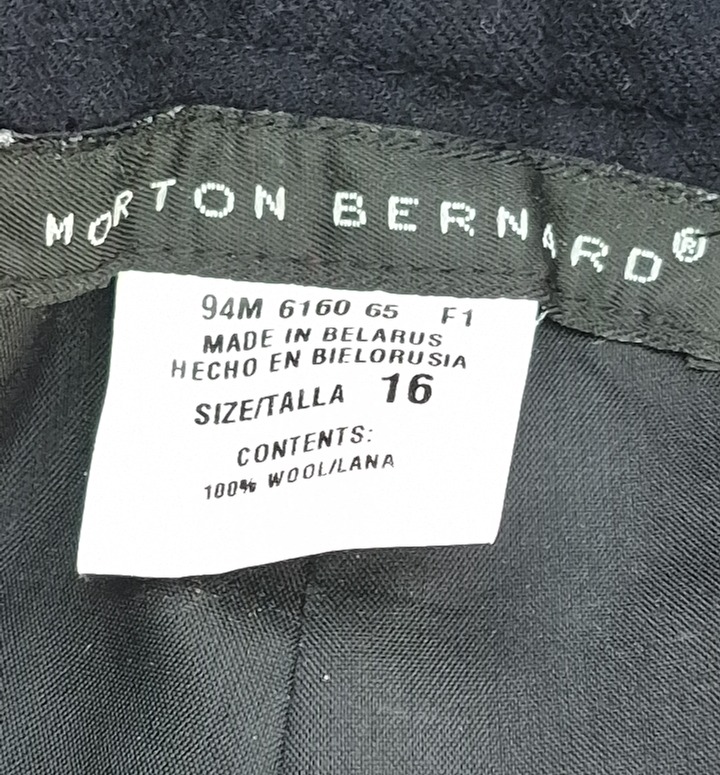 MORTON BERNARD®
94M 6160 65 F1
MADE IN BELARUS
HECHO EN BIELORUSIA
SIZE/TALLA 16
CONTENTS:
100% WOOL/LANA